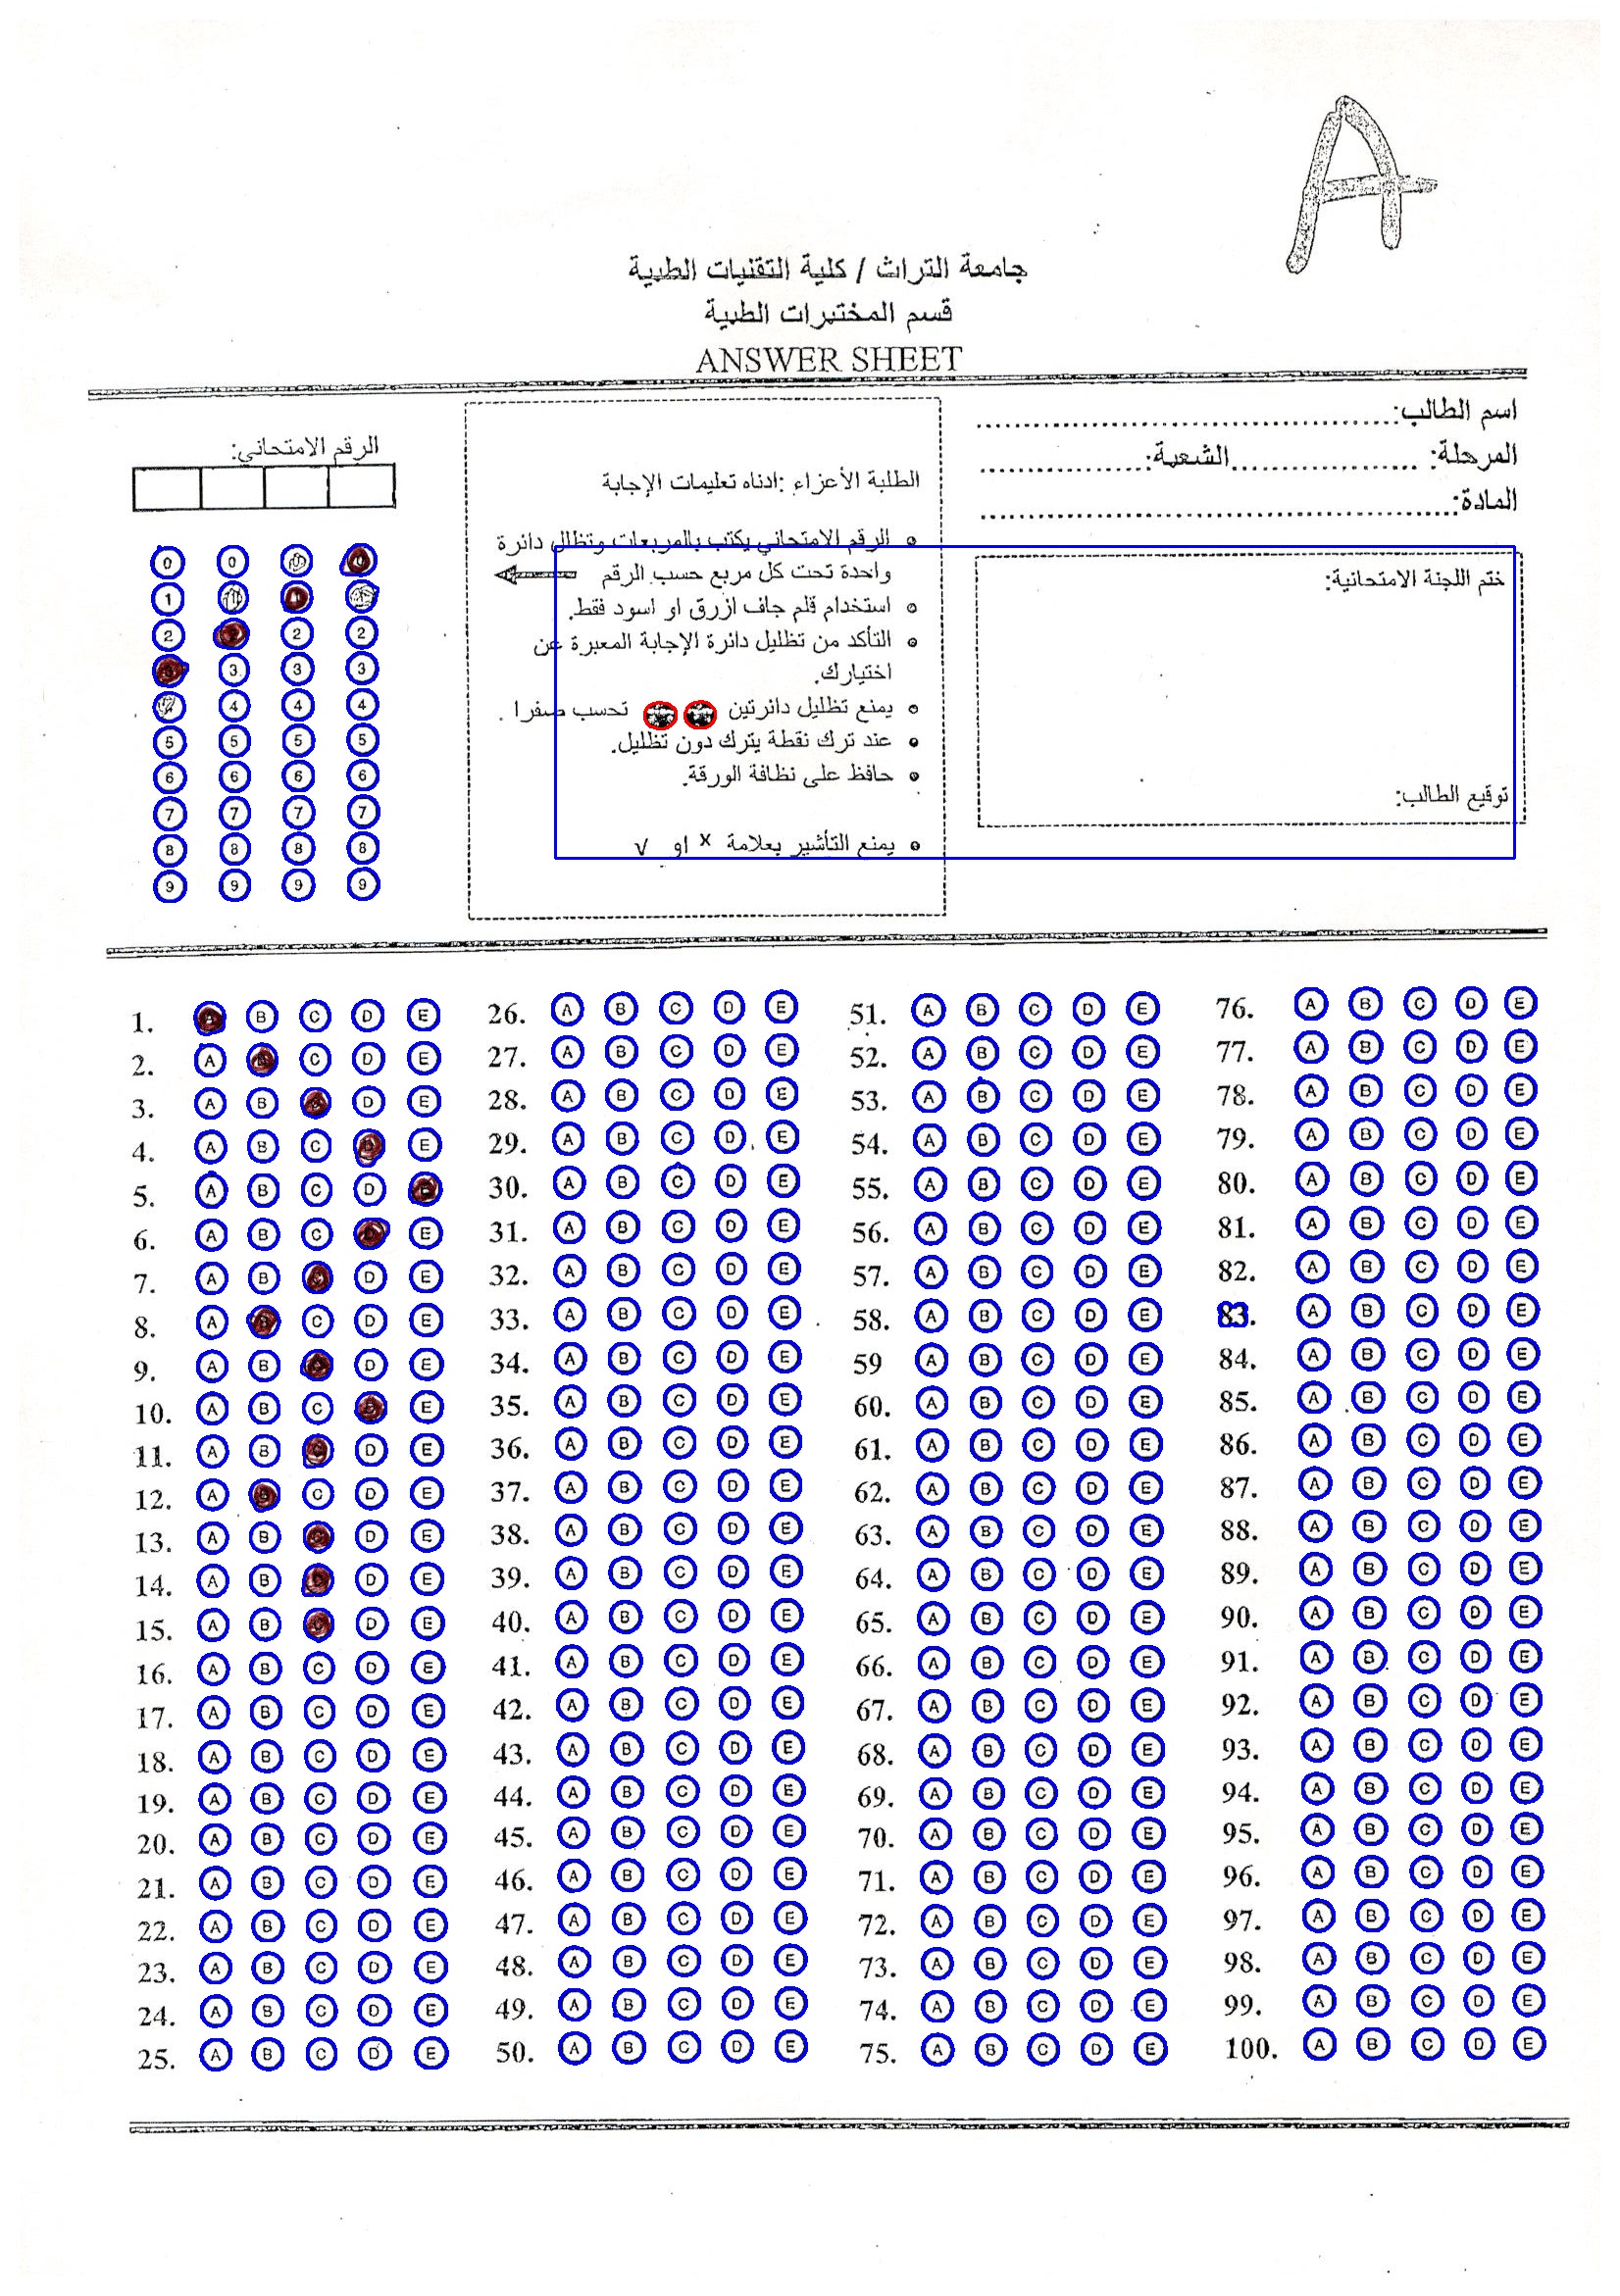 A
جامعة التراث / كلية التقنيات الطبية
قسم المختبرات الطبية
ANSWER SHEET
اسم الطالب:
المرحلة: الشعبة:
المادة:
ختم اللجنة الامتحانية:
توقيع الطالب:
الطلبة الأعزاء :ادناه تعليمات الإجابة
• الرقم الامتحاني يكتب بالمربعات وتظلل دائرة
واحدة تحت كل مربع حسب الرقم
• استخدام قلم جاف ازرق او اسود فقط.
• التأكد من تظليل دائرة الإجابة المعبرة عن
اختيارك.
• يمنع تظليل دائرتين تحسب صفرا .
• عند ترك نقطة يترك دون تظليل.
• حافظ على نظافة الورقة.
• يمنع التأشير بعلامة x او √
الرقم الامتحاني:
0 0
1
2 2 2
3 3 3
4 4 4
5 5 5 5
6 6 6 6
7 7 7 7
8 8 8 8
9 9 9 9
1. A B C D E
2. A B C D E
3. A B C D E
4. A B C D E
5. A B C D E
6. A B C D E
7. A B C D E
8. A B C D E
9. A B C D E
10. A B C D E
11. A B C D E
12. A B C D E
13. A B C D E
14. A B C D E
15. A B C D E
16. A B C D E
17. A B C D E
18. A B C D E
19. A B C D E
20. A B C D E
21. A B C D E
22. A B C D E
23. A B C D E
24. A B C D E
25. A B C D E
26. A B C D E
27. A B C D E
28. A B C D E
29. A B C D E
30. A B C D E
31. A B C D E
32. A B C D E
33. A B C D E
34. A B C D E
35. A B C D E
36. A B C D E
37. A B C D E
38. A B C D E
39. A B C D E
40. A B C D E
41. A B C D E
42. A B C D E
43. A B C D E
44. A B C D E
45. A B C D E
46. A B C D E
47. A B C D E
48. A B C D E
49. A B C D E
50. A B C D E
51. A B C D E
52. A B C D E
53. A B C D E
54. A B C D E
55. A B C D E
56. A B C D E
57. A B C D E
58. A B C D E
59 A B C D E
60. A B C D E
61. A B C D E
62. A B C D E
63. A B C D E
64. A B C D E
65. A B C D E
66. A B C D E
67. A B C D E
68. A B C D E
69. A B C D E
70. A B C D E
71. A B C D E
72. A B C D E
73. A B C D E
74. A B C D E
75. A B C D E
76. A B C D E
77. A B C D E
78. A B C D E
79. A B C D E
80. A B C D E
81. A B C D E
82. A B C D E
83. A B C D E
84. A B C D E
85. A B C D E
86. A B C D E
87. A B C D E
88. A B C D E
89. A B C D E
90. A B C D E
91. A B C D E
92. A B C D E
93. A B C D E
94. A B C D E
95. A B C D E
96. A B C D E
97. A B C D E
98. A B C D E
99. A B C D E
100. A B C D E